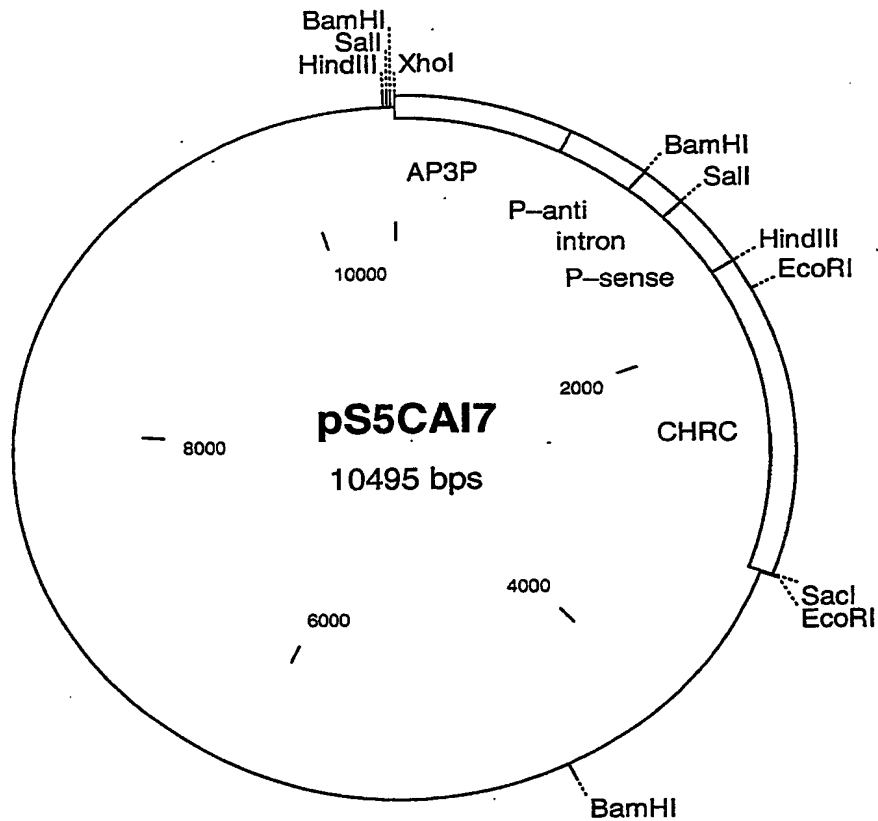 BamHI
SalI
HindIII
XhoI
BamHI
SalI
HindIII
EcoRI
AP3P
P–anti
intron
P–sense
10000
2000
CHRC
pS5CAI7
10495 bps
8000
4000
6000
SacI
EcoRI
BamHI